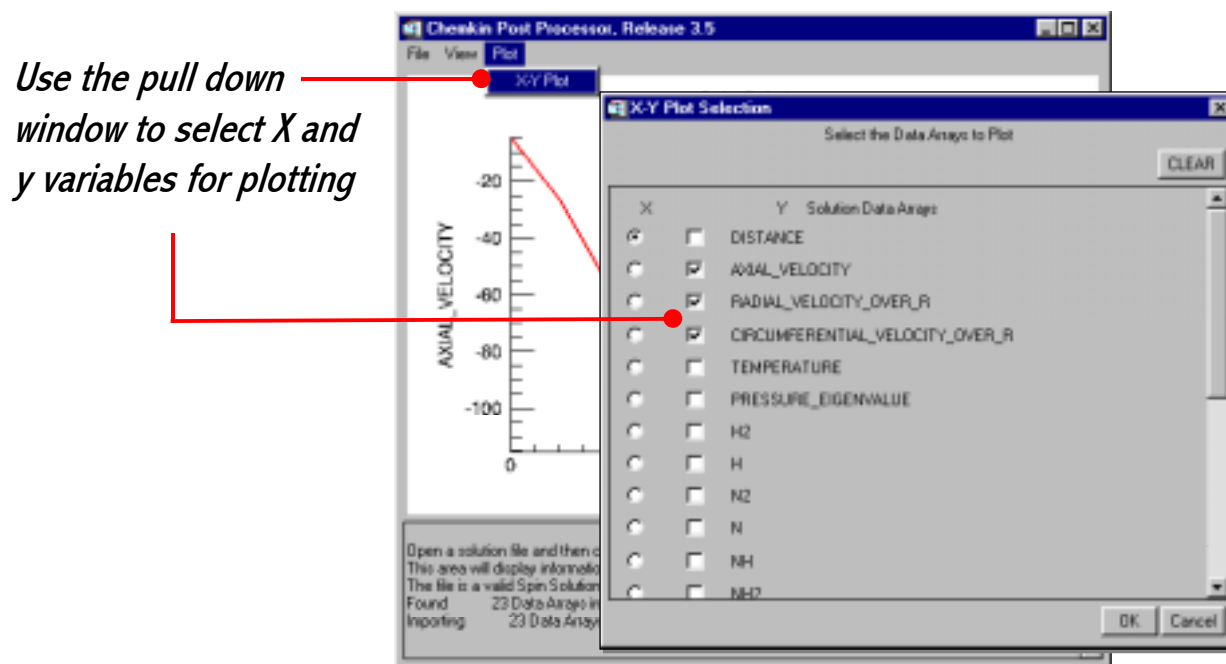 Use the pull down
window to select X and
y variables for plotting
Chemkin Post Processor, Release 3.5
File View Plot
X-Y Plot
-20
-40
-60
-80
-100
AXIAL_VELOCITY
0
Open a solution file and then
This area will display
The file is a valid Spin Solution
Found 23 Data Arrays
Importing 23 Data
X-Y Plot Selection
Select the Data Arrays to Plot
CLEAR
X Y Solution Data Arrays
DISTANCE
AXIAL_VELOCITY
RADIAL_VELOCITY_OVER_R
CIRCUMFERENTIAL_VELOCITY_OVER_R
TEMPERATURE
PRESSURE_EIGENVALUE
H2
H
N2
N
NH
NH2
OK Cancel